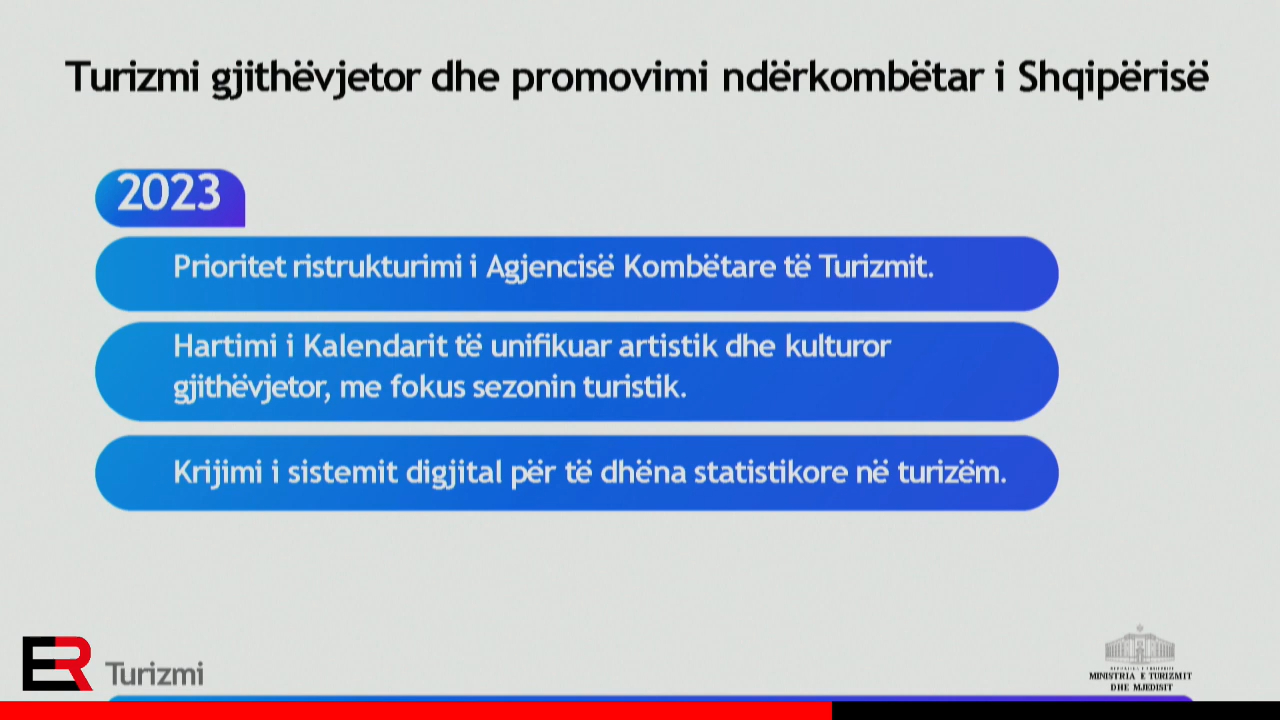 Turizmi gjithëvjetor dhe promovimi ndërkombëtar i Shqipërisë
2023
Prioritet ristrukturimi i Agjencisë Kombëtare të Turizmit.
Hartimi i Kalendarit të unifikuar artistik dhe kulturor
gjithëvjetor, me fokus sezonin turistik.
Krijimi i sistemit digjital për të dhëna statistikore në turizëm.
ER Turizmi
MINISTRIA E TURIZMIT
DHE MJEDISIT